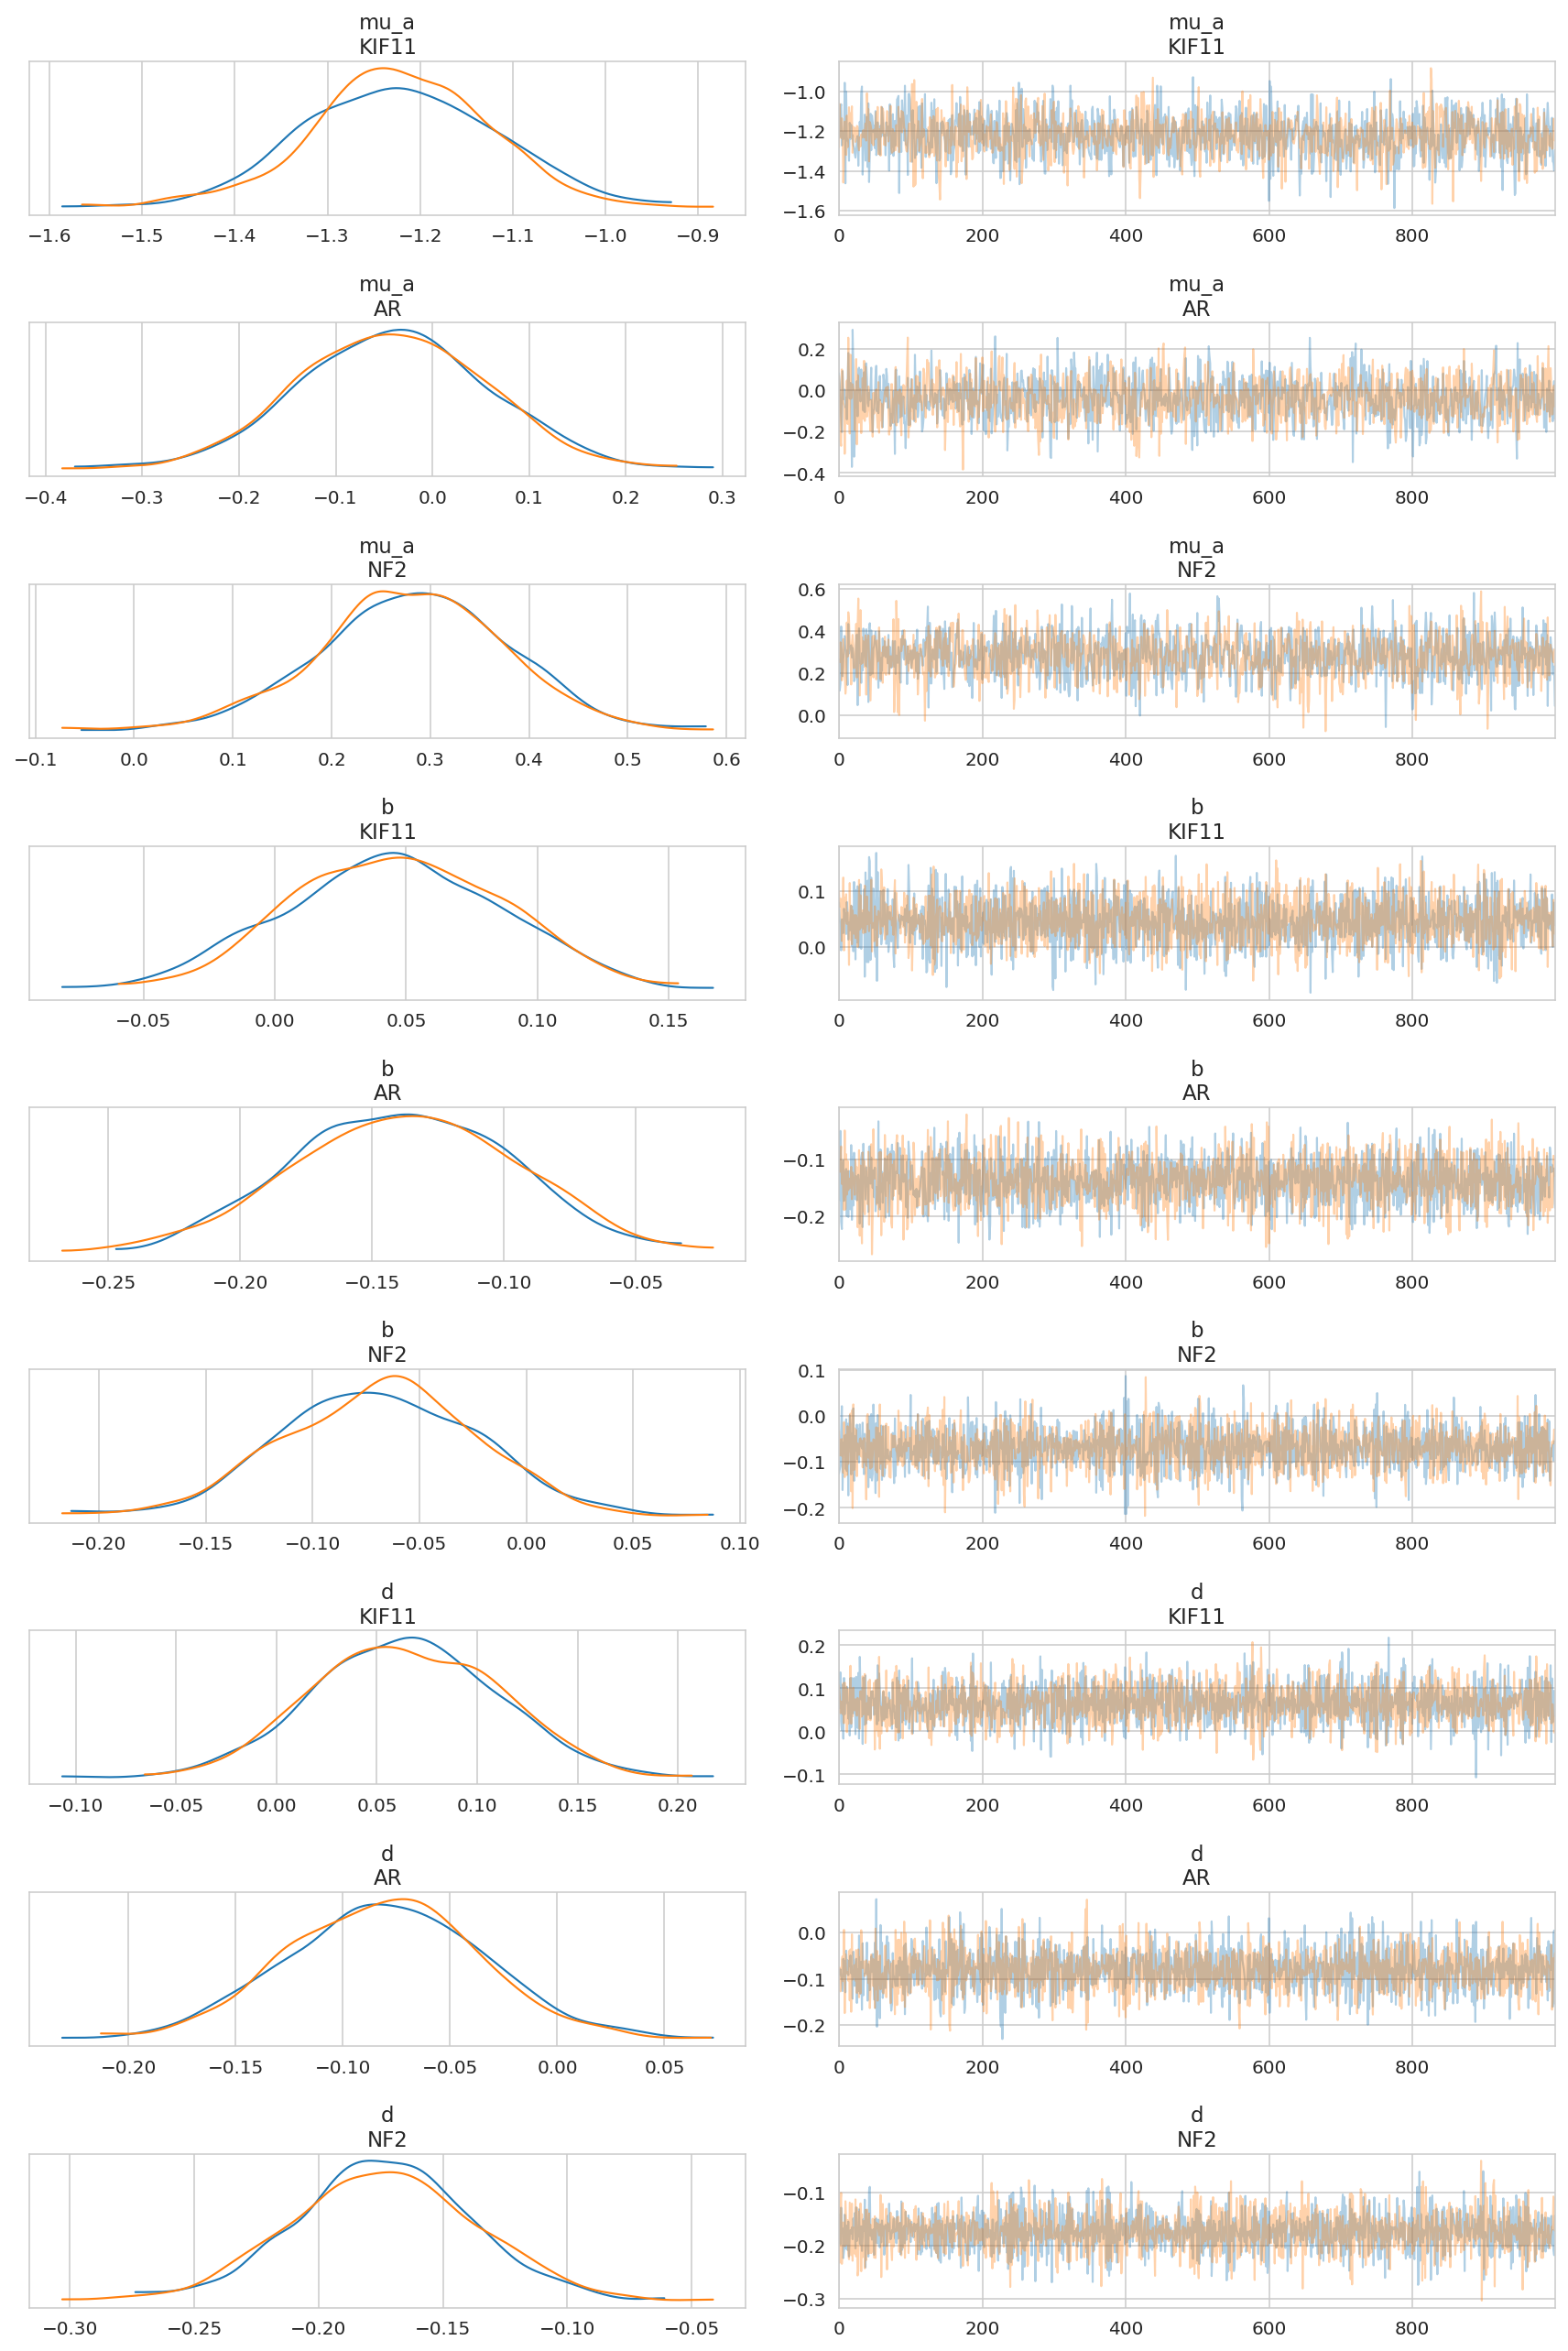 mu_a mu_a
KIF11 KIF11
−1.0
−1.2
−1.4
−1.6
−1.6 −1.5 −1.4 −1.3 −1.2 −1.1 −1.0 −0.9 0 200 400 600 800
mu_a mu_a
AR AR
0.2
0.0
−0.2
−0.4
−0.4 −0.3 −0.2 −0.1 0.0 0.1 0.2 0.3 0 200 400 600 800
mu_a mu_a
NF2 NF2
0.6
0.4
0.2
0.0
−0.1 0.0 0.1 0.2 0.3 0.4 0.5 0.6 0 200 400 600 800
b b
KIF11 KIF11
0.1
0.0
−0.05 0.00 0.05 0.10 0.15 0 200 400 600 800
b b
AR AR
−0.1
−0.2
−0.25 −0.20 −0.15 −0.10 −0.05 0 200 400 600 800
b b
NF2 NF2
0.1
0.0
−0.1
−0.2
−0.20 −0.15 −0.10 −0.05 0.00 0.05 0.10 0 200 400 600 800
d d
KIF11 KIF11
0.2
0.1
0.0
−0.1
−0.10 −0.05 0.00 0.05 0.10 0.15 0.20 0 200 400 600 800
d d
AR AR
0.0
−0.1
−0.2
−0.20 −0.15 −0.10 −0.05 0.00 0.05 0 200 400 600 800
d d
NF2 NF2
−0.1
−0.2
−0.3
−0.30 −0.25 −0.20 −0.15 −0.10 −0.05 0 200 400 600 800